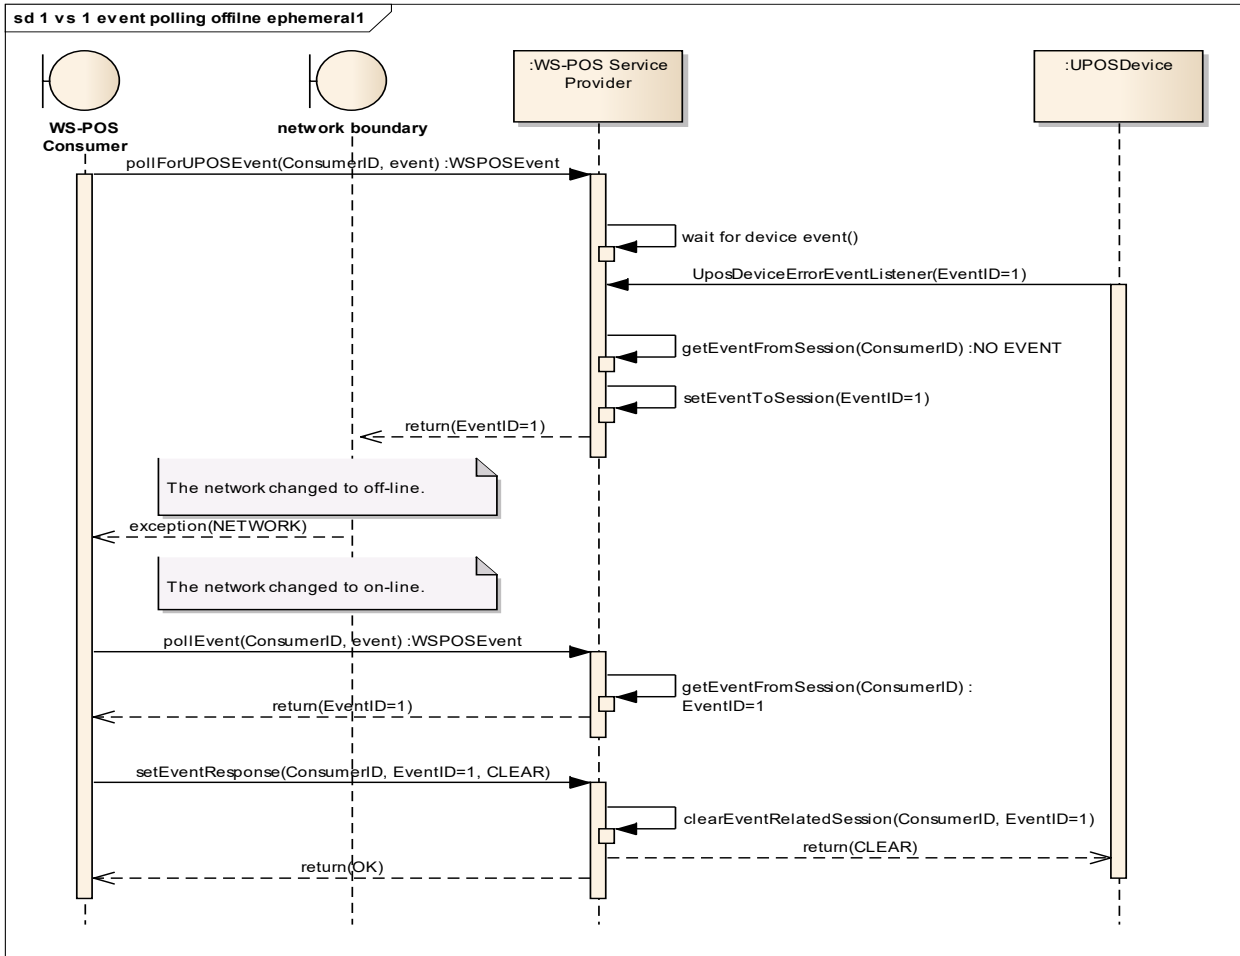 sd 1 vs 1 event polling offilne ephemeral1
:WS-POS Service
Provider
:UPOSDevice
WS-POS
Consumer
network boundary
pollForUPOSEvent(ConsumerID, event) :WSPOSEvent
wait for device event()
UposDeviceErrorEventListener(EventID=1)
getEventFromSession(ConsumerID) :NO EVENT
setEventToSession(EventID=1)
return(EventID=1)
The network changed to off-line.
exception(NETWORK)
The network changed to on-line.
pollEvent(ConsumerID, event) :WSPOSEvent
getEventFromSession(ConsumerID) :
EventID=1
return(EventID=1)
setEventResponse(ConsumerID, EventID=1, CLEAR)
clearEventRelatedSession(ConsumerID, EventID=1)
return(CLEAR)
return(OK)